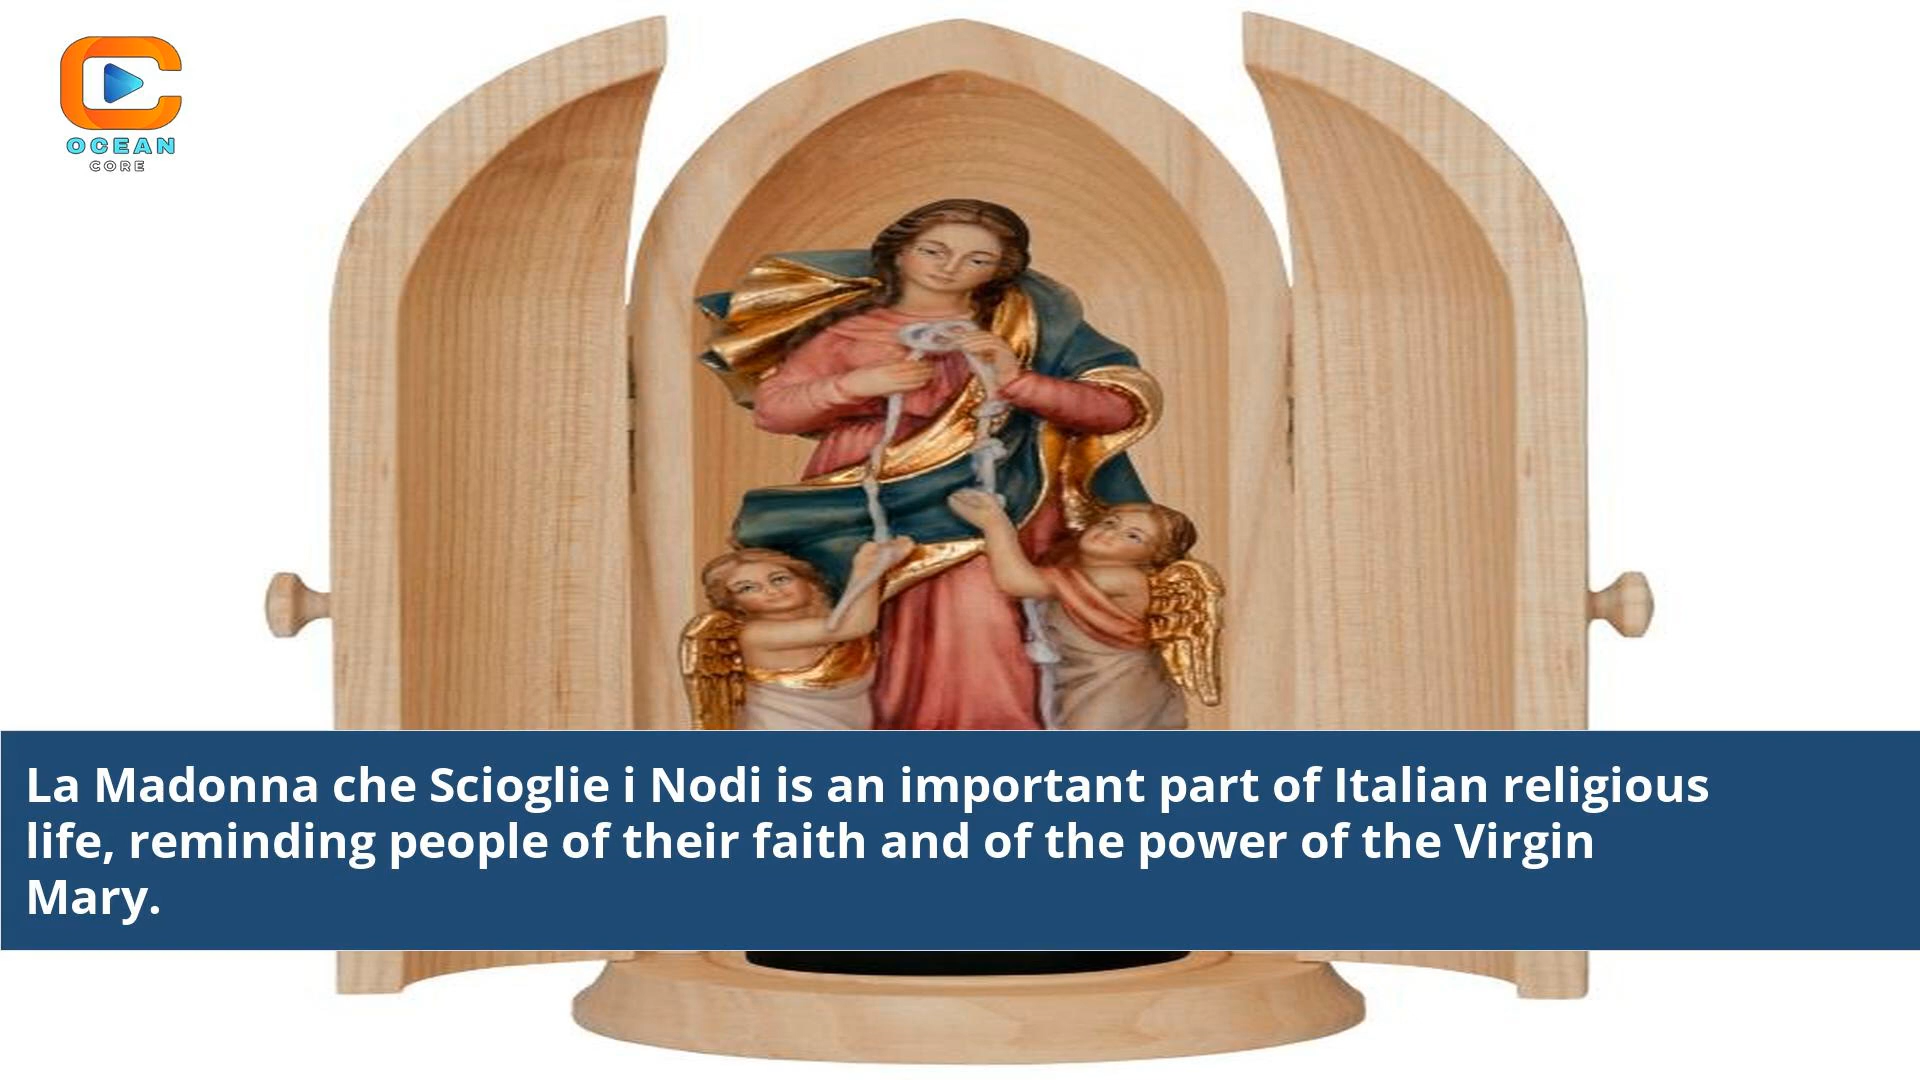 OCEAN
CORE
La Madonna che Scioglie i Nodi is an important part of Italian religious
life, reminding people of their faith and of the power of the Virgin
Mary.